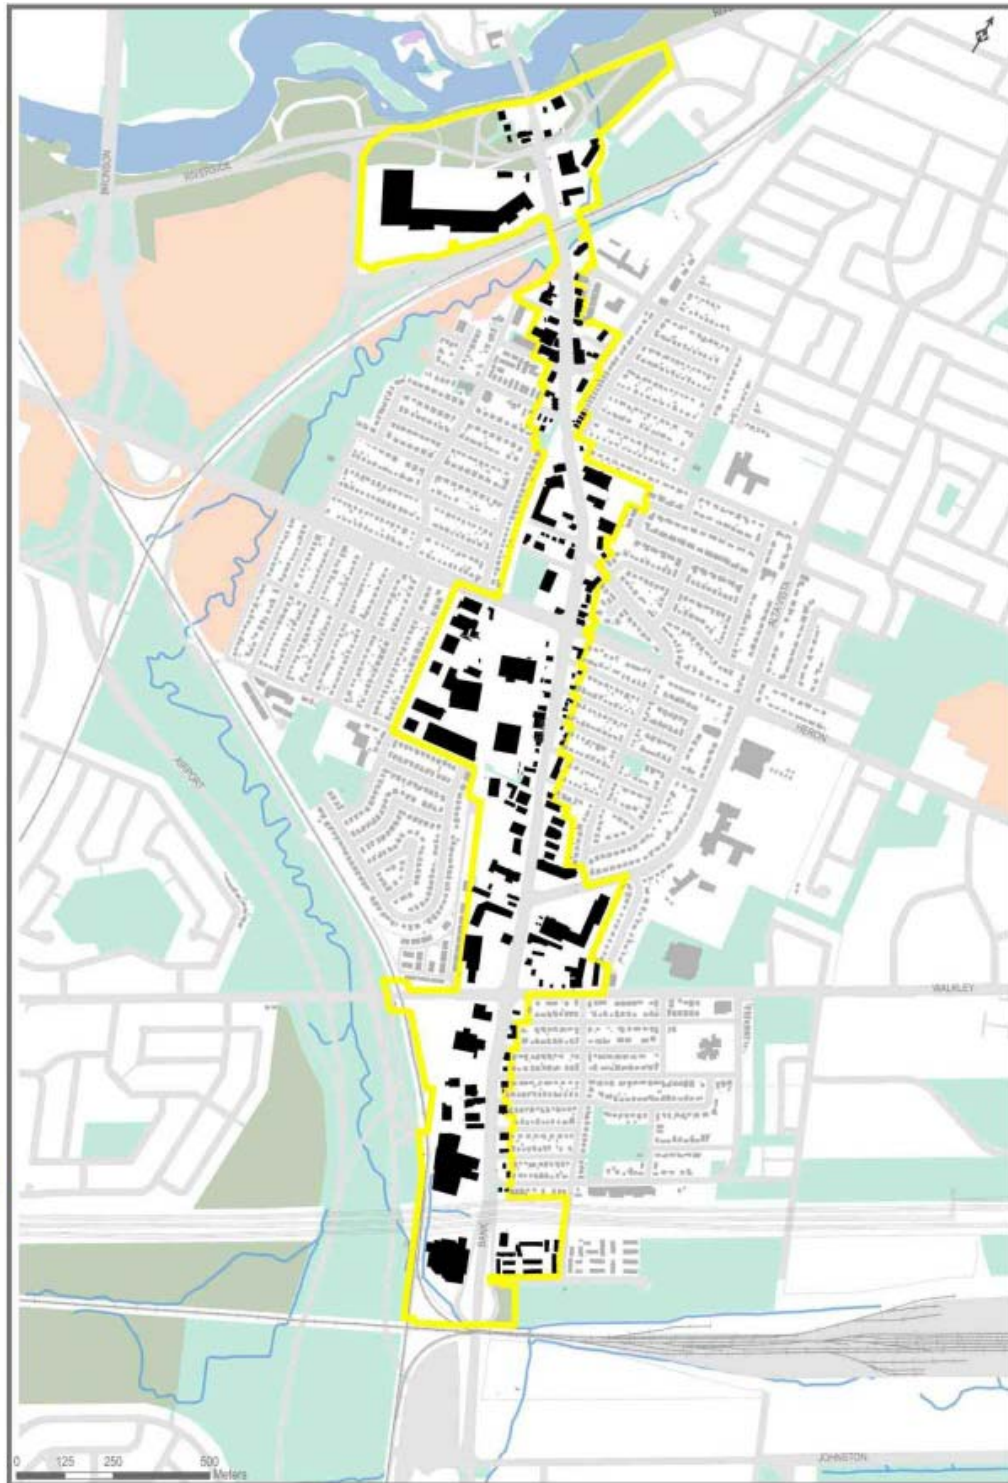 BRONSON
RIVERSIDE
ALTA VISTA
HERON
AIRPORT
WALKLEY
BANK
JOHNSTON
0 125 250 500
Meters